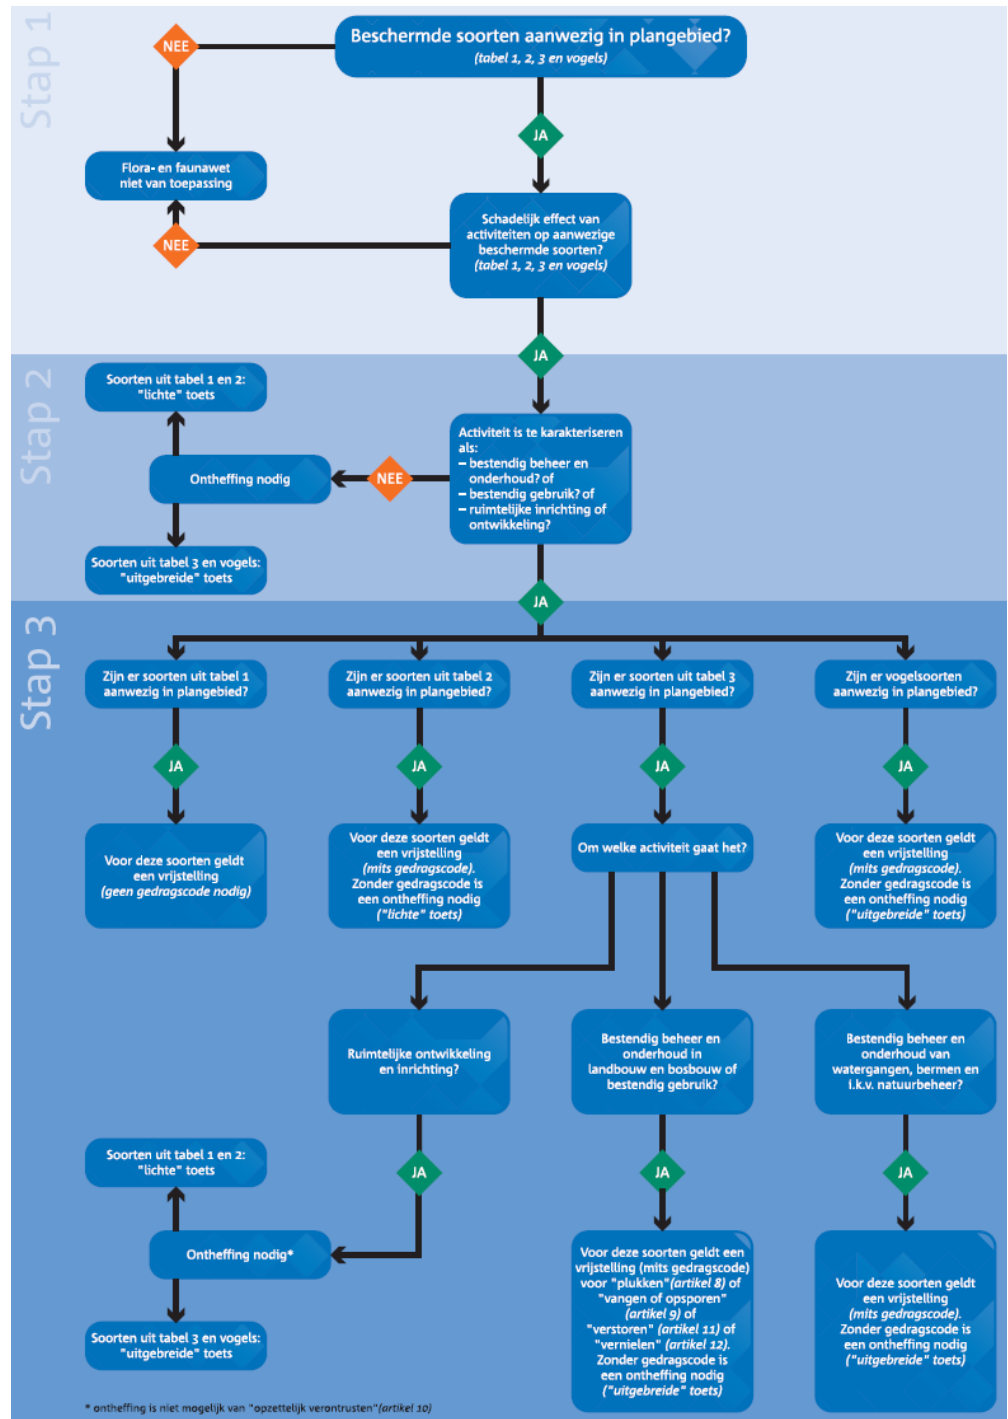 Stap 1
Beschermde soorten aanwezig in plangebied?
(tabel 1, 2, 3 en vogels)
NEE
JA
Flora- en faunawet
niet van toepassing
Schadelijk effect van
activiteiten op aanwezige
beschermde soorten?
(tabel 1, 2, 3 en vogels)
NEE
JA
Stap 2
Soorten uit tabel 1 en 2:
"lichte" toets
Activiteit is te karakteriseren
als:
– bestendig beheer en
onderhoud? of
– bestendig gebruik? of
– ruimtelijke inrichting of
ontwikkeling?
NEE
Ontheffing nodig
Soorten uit tabel 3 en vogels:
"uitgebreide" toets
JA
Stap 3
Zijn er soorten uit tabel 1
aanwezig in plangebied?
Zijn er soorten uit tabel 2
aanwezig in plangebied?
Zijn er soorten uit tabel 3
aanwezig in plangebied?
Zijn er vogelsoorten
aanwezig in plangebied?
JA
JA
JA
JA
Voor deze soorten geldt
een vrijstelling
(geen gedragscode nodig)
Voor deze soorten geldt
een vrijstelling
(mits gedragscode).
Zonder gedragscode is
een ontheffing nodig
("lichte" toets)
Om welke activiteit gaat het?
Voor deze soorten geldt
een vrijstelling
(mits gedragscode).
Zonder gedragscode is
een ontheffing nodig
("uitgebreide" toets)
Ruimtelijke ontwikkeling
en inrichting?
Bestendig beheer en
onderhoud in
landbouw en bosbouw of
bestendig gebruik?
Bestendig beheer en
onderhoud van
watergangen, bermen en
i.k.v. natuurbeheer?
JA
JA
JA
Soorten uit tabel 1 en 2:
"lichte" toets
Ontheffing nodig*
Soorten uit tabel 3 en vogels:
"uitgebreide" toets
Voor deze soorten geldt een
vrijstelling (mits gedragscode)
voor "plukken"(artikel 8) of
"vangen of opsporen"
(artikel 9) of
"verstoren" (artikel 11) of
"vernielen" (artikel 12).
Zonder gedragscode is
een ontheffing nodig
("uitgebreide" toets)
Voor deze soorten geldt
een vrijstelling
(mits gedragscode).
Zonder gedragscode is
een ontheffing nodig
("uitgebreide" toets)
* ontheffing is niet mogelijk van "opzettelijk verontrusten"(artikel 10)